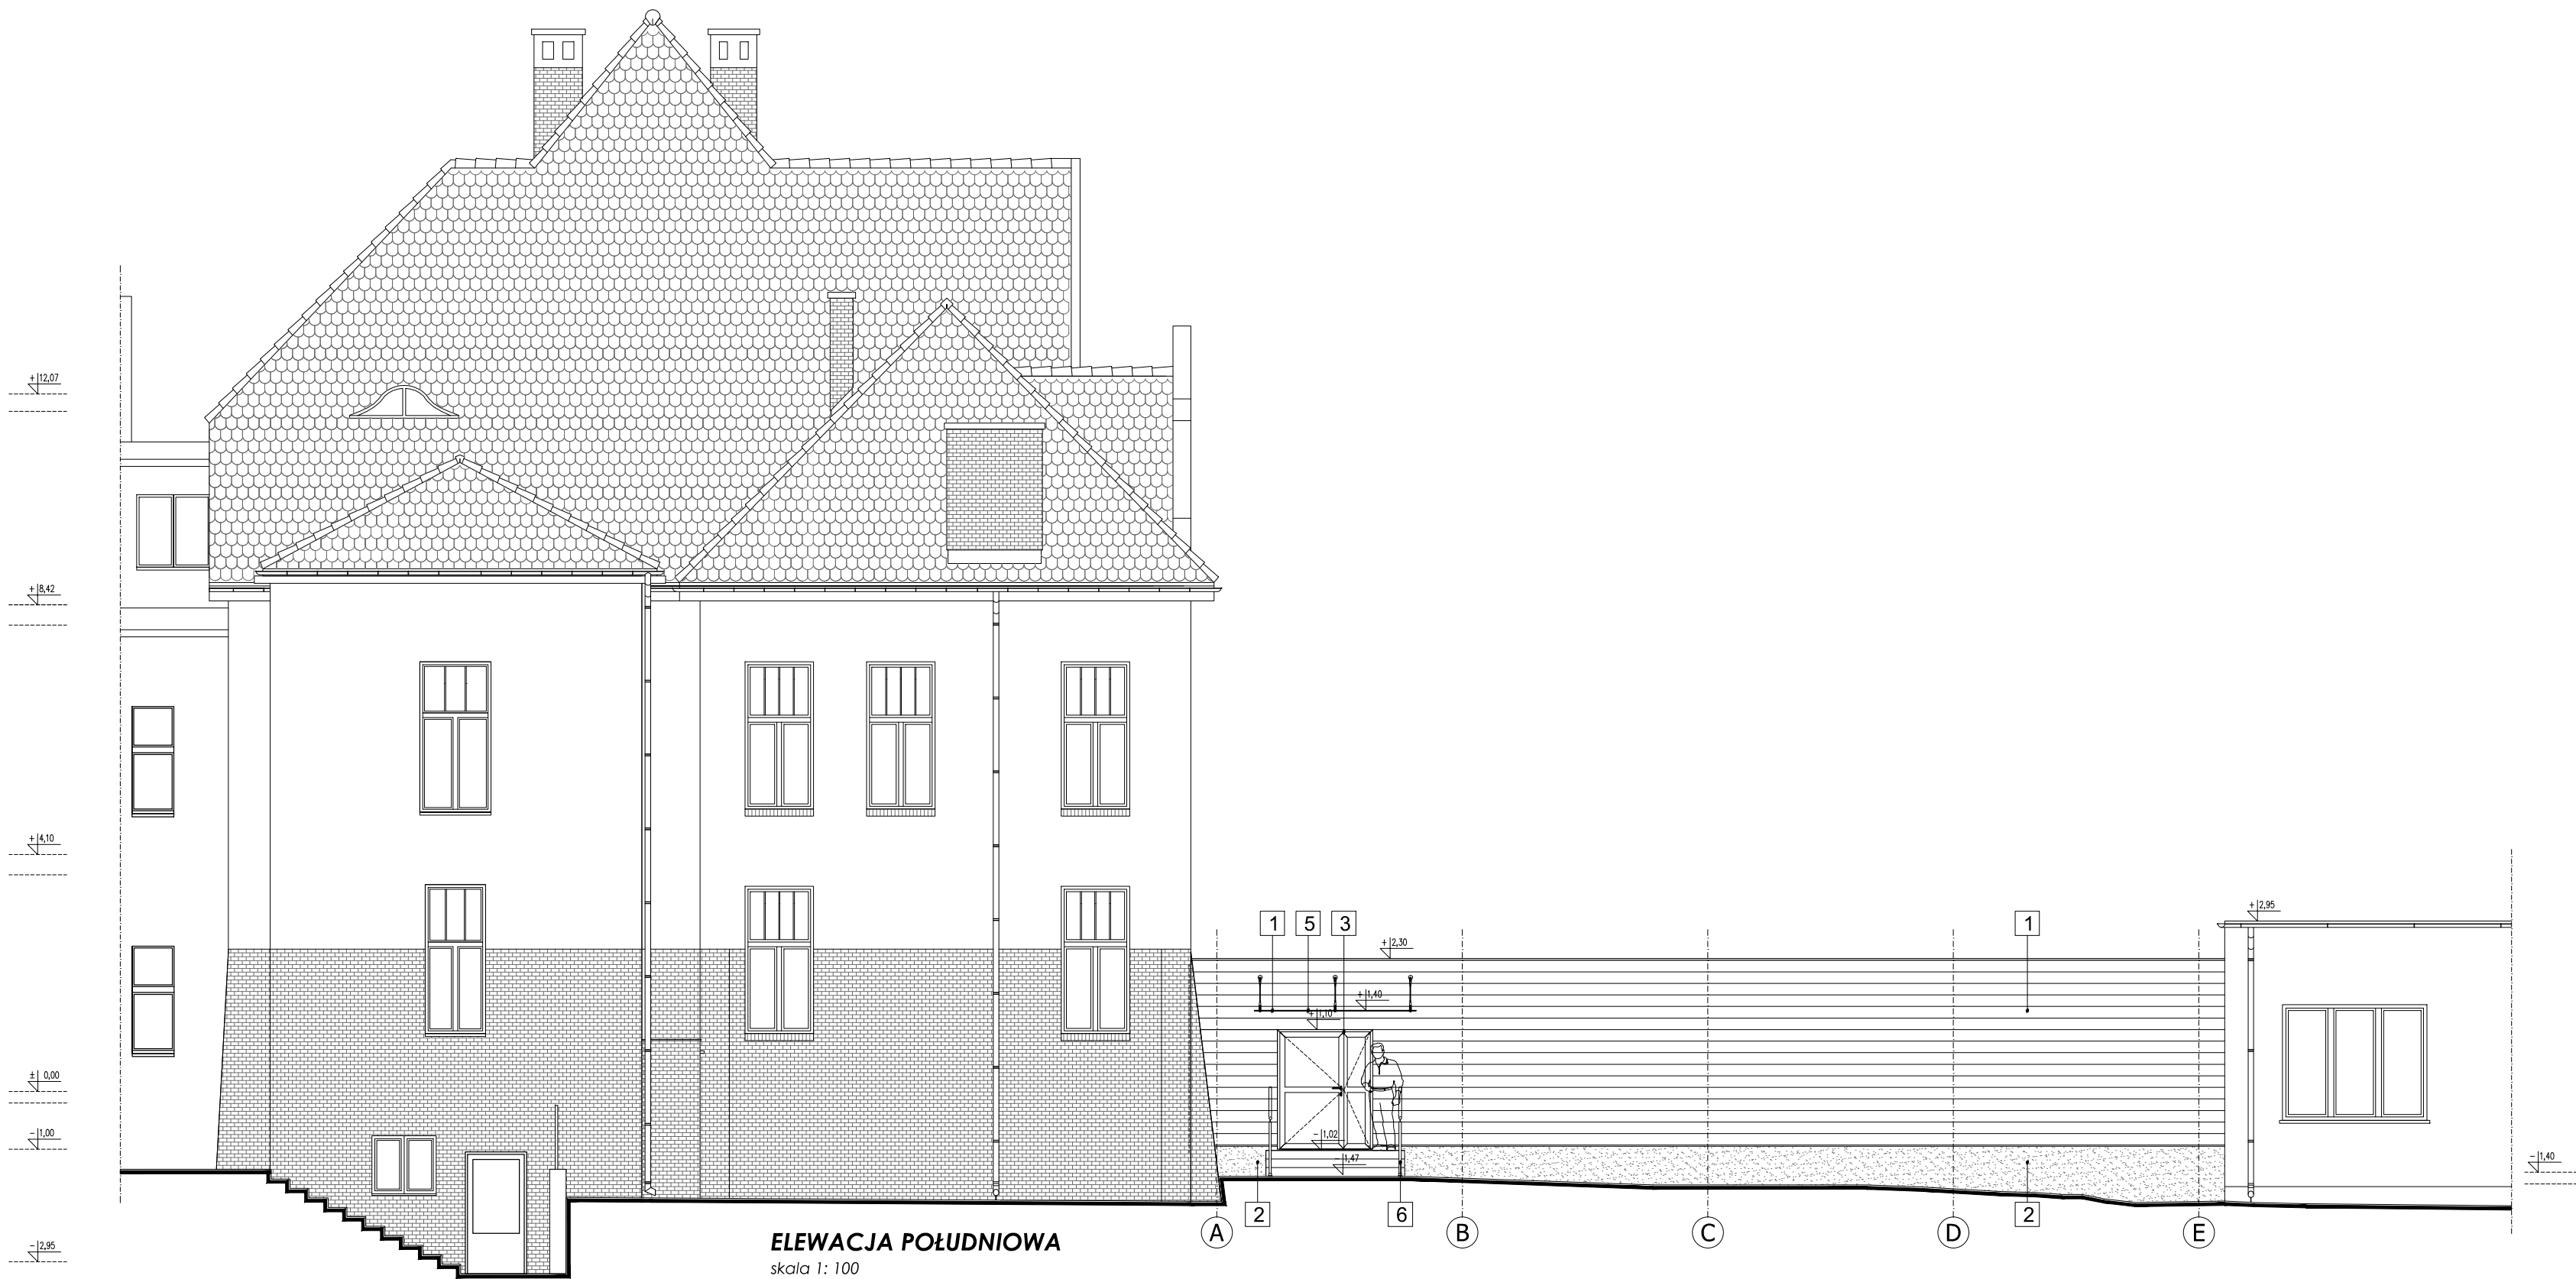 +12,07
+8,42
+4,10
± 0,00
-1,00
-2,95
1 5 3 1
+2,95
+2,30
+1,40
+1,10
-1,02
-1,47
-1,40
2 6 2
A B C D E
ELEWACJA POŁUDNIOWA
skala 1: 100